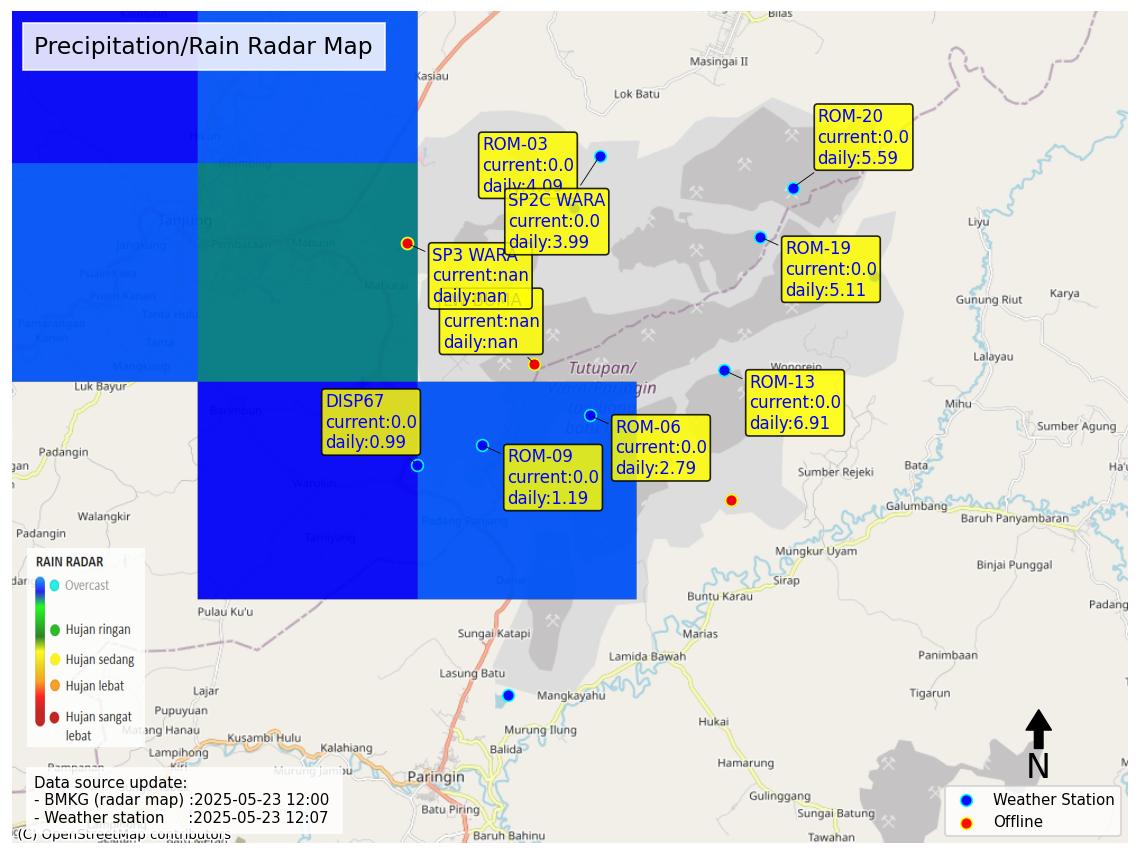 Precipitation/Rain Radar Map
Bilas
Masingai II
Kasiau
Lok Batu
ROM-20
current:0.0
daily:5.59
ROM-03
current:0.0
daily:4.09
SP2C WARA
current:0.0
daily:3.99
Tanjung
Liyu
ROM-19
current:0.0
daily:5.11
SP3 WARA
current:nan
daily:nan
current:nan
daily:nan
Mabuun
Gunung Riut
Karya
Lalayau
Tutupan/
Wonorejo
Luk Bayur
ROM-13
current:0.0
daily:6.91
Mihu
DISP67
current:0.0
daily:0.99
ROM-06
current:0.0
daily:2.79
ROM-09
current:0.0
daily:1.19
Sumber Agung
Padangin
Bata
Sumber Rejeki
Galumbang
Baruh Panyambaran
Padang Panjang
Walangkir
Padangin
Mungkur Uyam
Binjai Punggal
Sirap
Buntu Karau
Padang
Pulau Ku'u
Sungai Katapi
Marias
Lamida Bawah
Panimbaan
Lasung Batu
Mangkayahu
Tigarun
Lajar
Pupuyuan
Matang Hanau
Hukai
Murung Ilung
Kusambi Hulu
Lampihong
Kalahiang
Balida
Hamarung
Murung Jambu
Paringin
Gulinggang
Batu Piring
Sungai Batung
Baruh Bahinu
Tawahan
RAIN RADAR
Overcast
Hujan ringan
Hujan sedang
Hujan lebat
Hujan sangat
lebat
Data source update:
- BMKG (radar map) :2025-05-23 12:00
- Weather station :2025-05-23 12:07
(C) OpenStreetMap contributors
N
Weather Station
Offline